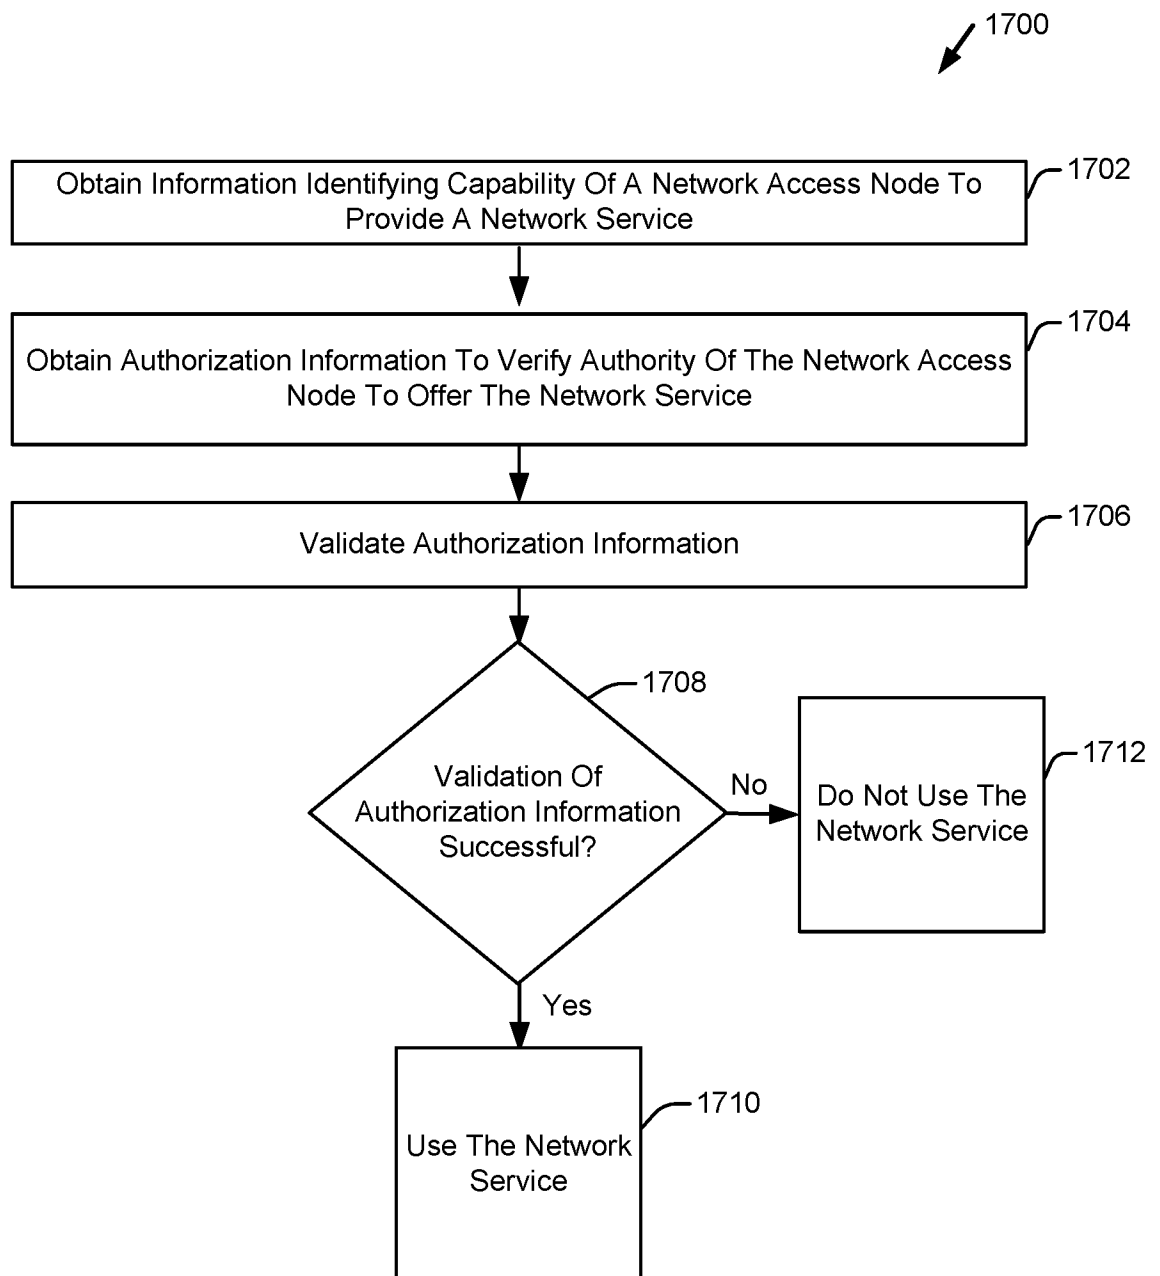 1700
Obtain Information Identifying Capability Of A Network Access Node To
Provide A Network Service
1702
Obtain Authorization Information To Verify Authority Of The Network Access
Node To Offer The Network Service
1704
Validate Authorization Information
1706
1708
Validation Of
Authorization Information
Successful?
No
Do Not Use The
Network Service
1712
Yes
Use The Network
Service
1710